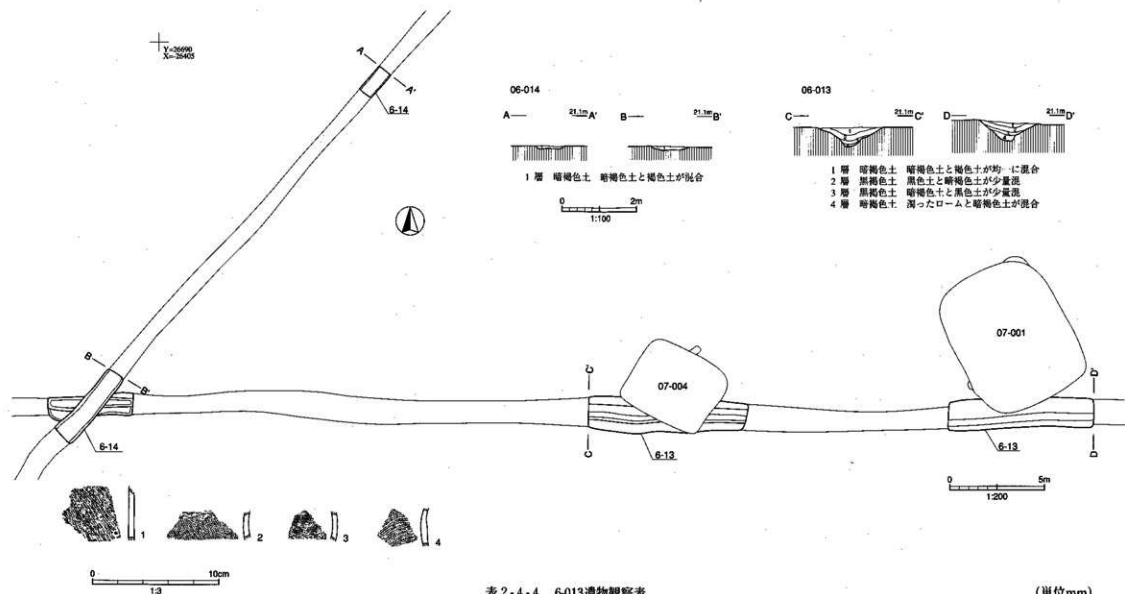 Y=26690
X=-26405
A
A'
6-14
06-014
A 21.1m A' B 21.1m B'
1 層 暗褐色土 暗褐色土と褐色土が混合
0 2m
1:100
06-013
C 21.1m C' D 21.1m D'
1 層 暗褐色土 暗褐色土と褐色土が均一に混合
2 層 黒褐色土 黒色土と暗褐色土が少量混
3 層 黒褐色土 暗褐色土と黒色土が少量混
4 層 暗褐色土 濁ったロームと暗褐色土が混合
B
B'
6-14
C'
07-004
6-13
C
07-001
D'
6-13
D
0 5m
1:200
1
2
3
4
0 10cm
1:3
表 2-4-4 6-013遺物観察表 (単位mm)